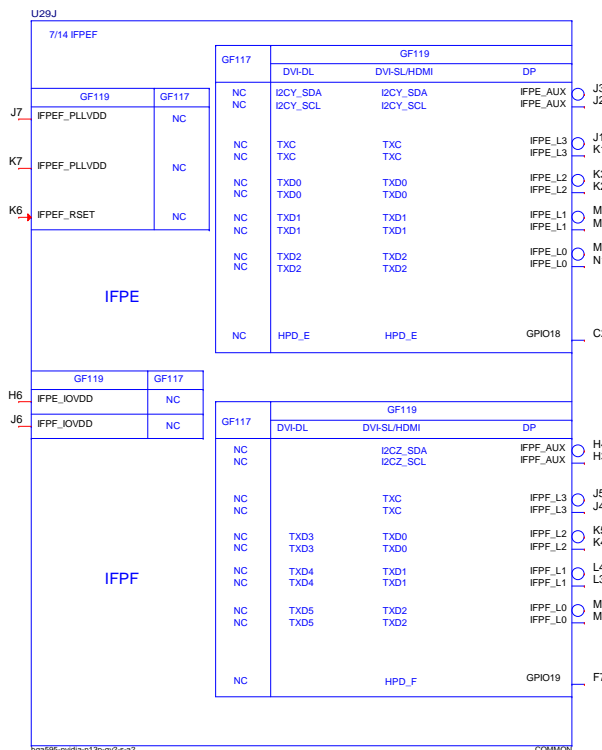 U29J
7/14 IFPEF
GF117 GF119
DVI-DL DVI-SL/HDMI DP
NC I2CY_SDA I2CY_SDA IFPE_AUX
NC I2CY_SCL I2CY_SCL IFPE_AUX
GF119 GF117
J7 IFPEF_PLLVDD NC
NC TXC TXC IFPE_L3
NC TXC TXC IFPE_L3
K7 IFPEF_PLLVDD NC
NC TXD0 TXD0 IFPE_L2
NC TXD0 TXD0 IFPE_L2
K6 IFPEF_RSET NC
NC TXD1 TXD1 IFPE_L1
NC TXD1 TXD1 IFPE_L1
NC TXD2 TXD2 IFPE_L0
NC TXD2 TXD2 IFPE_L0
IFPE
NC HPD_E HPD_E GPIO18
GF119 GF117
H6 IFPE_IOVDD NC
J6 IFPF_IOVDD NC
GF117 GF119
DVI-DL DVI-SL/HDMI DP
NC I2CZ_SDA IFPF_AUX
NC I2CZ_SCL IFPF_AUX
NC TXC IFPF_L3 J5
NC TXC IFPF_L3 J4
NC TXD3 TXD0 IFPF_L2
NC TXD3 TXD0 IFPF_L2
IFPF
NC TXD4 TXD1 IFPF_L1 L4
NC TXD4 TXD1 IFPF_L1
NC TXD5 TXD2 IFPF_L0
NC TXD5 TXD2 IFPF_L0
NC HPD_F GPIO19 F7
COMMON